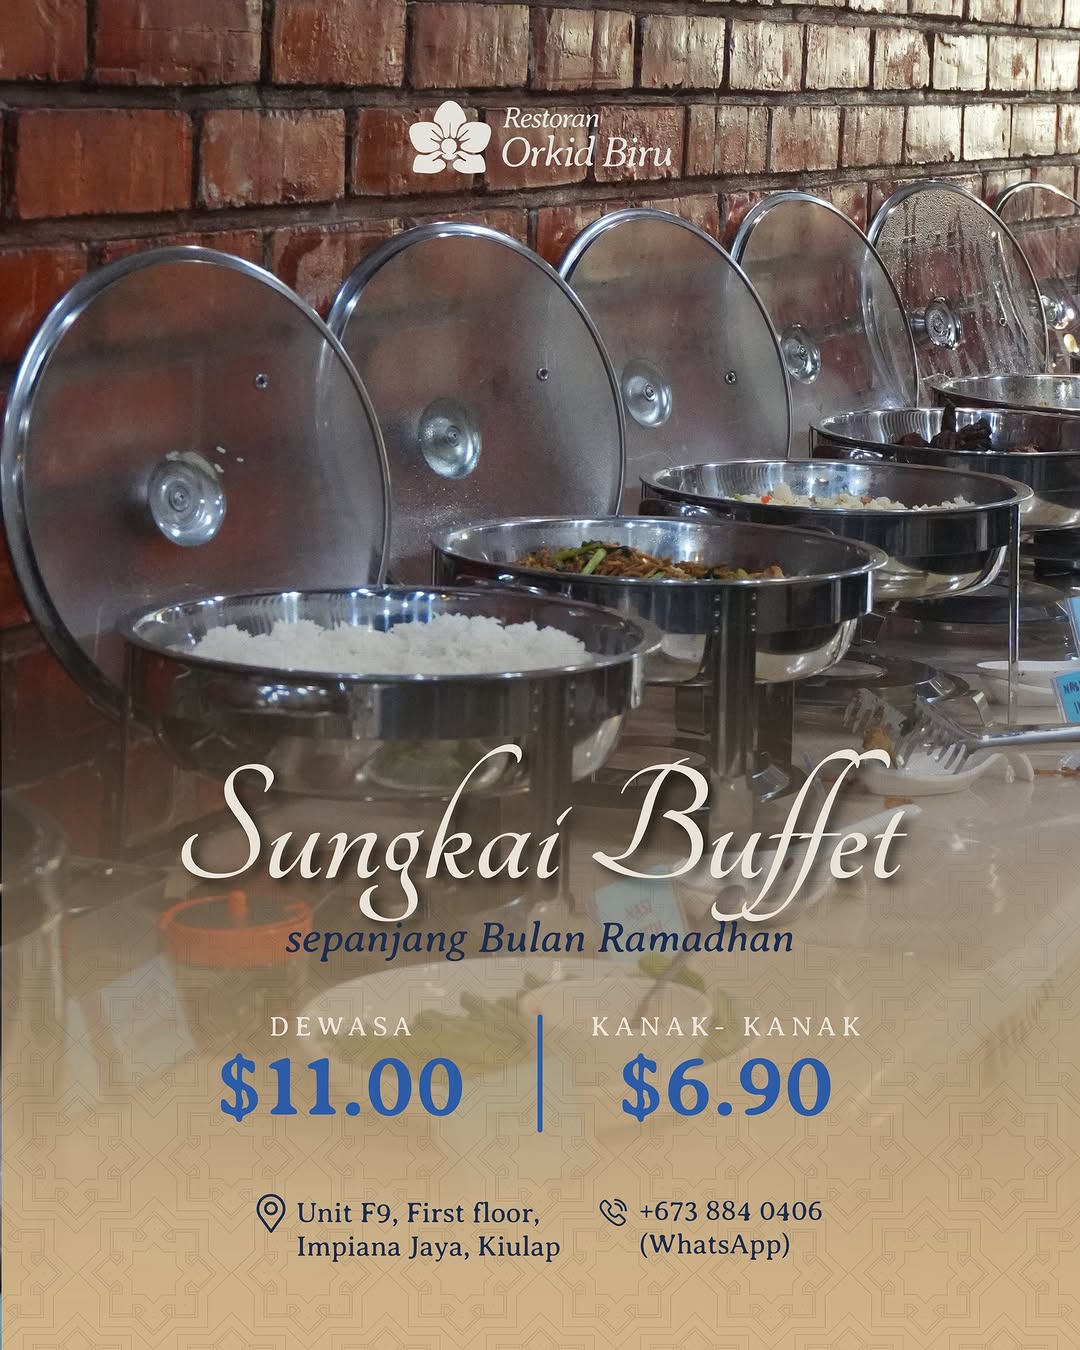 Restoran
Orkid Biru
Sungkai Buffet
sepanjang Bulan Ramadhan
DEWASA
$11.00
KANAK- KANAK
$6.90
Unit F9, First floor,
Impiana Jaya, Kiulap
+673 884 0406
(WhatsApp)